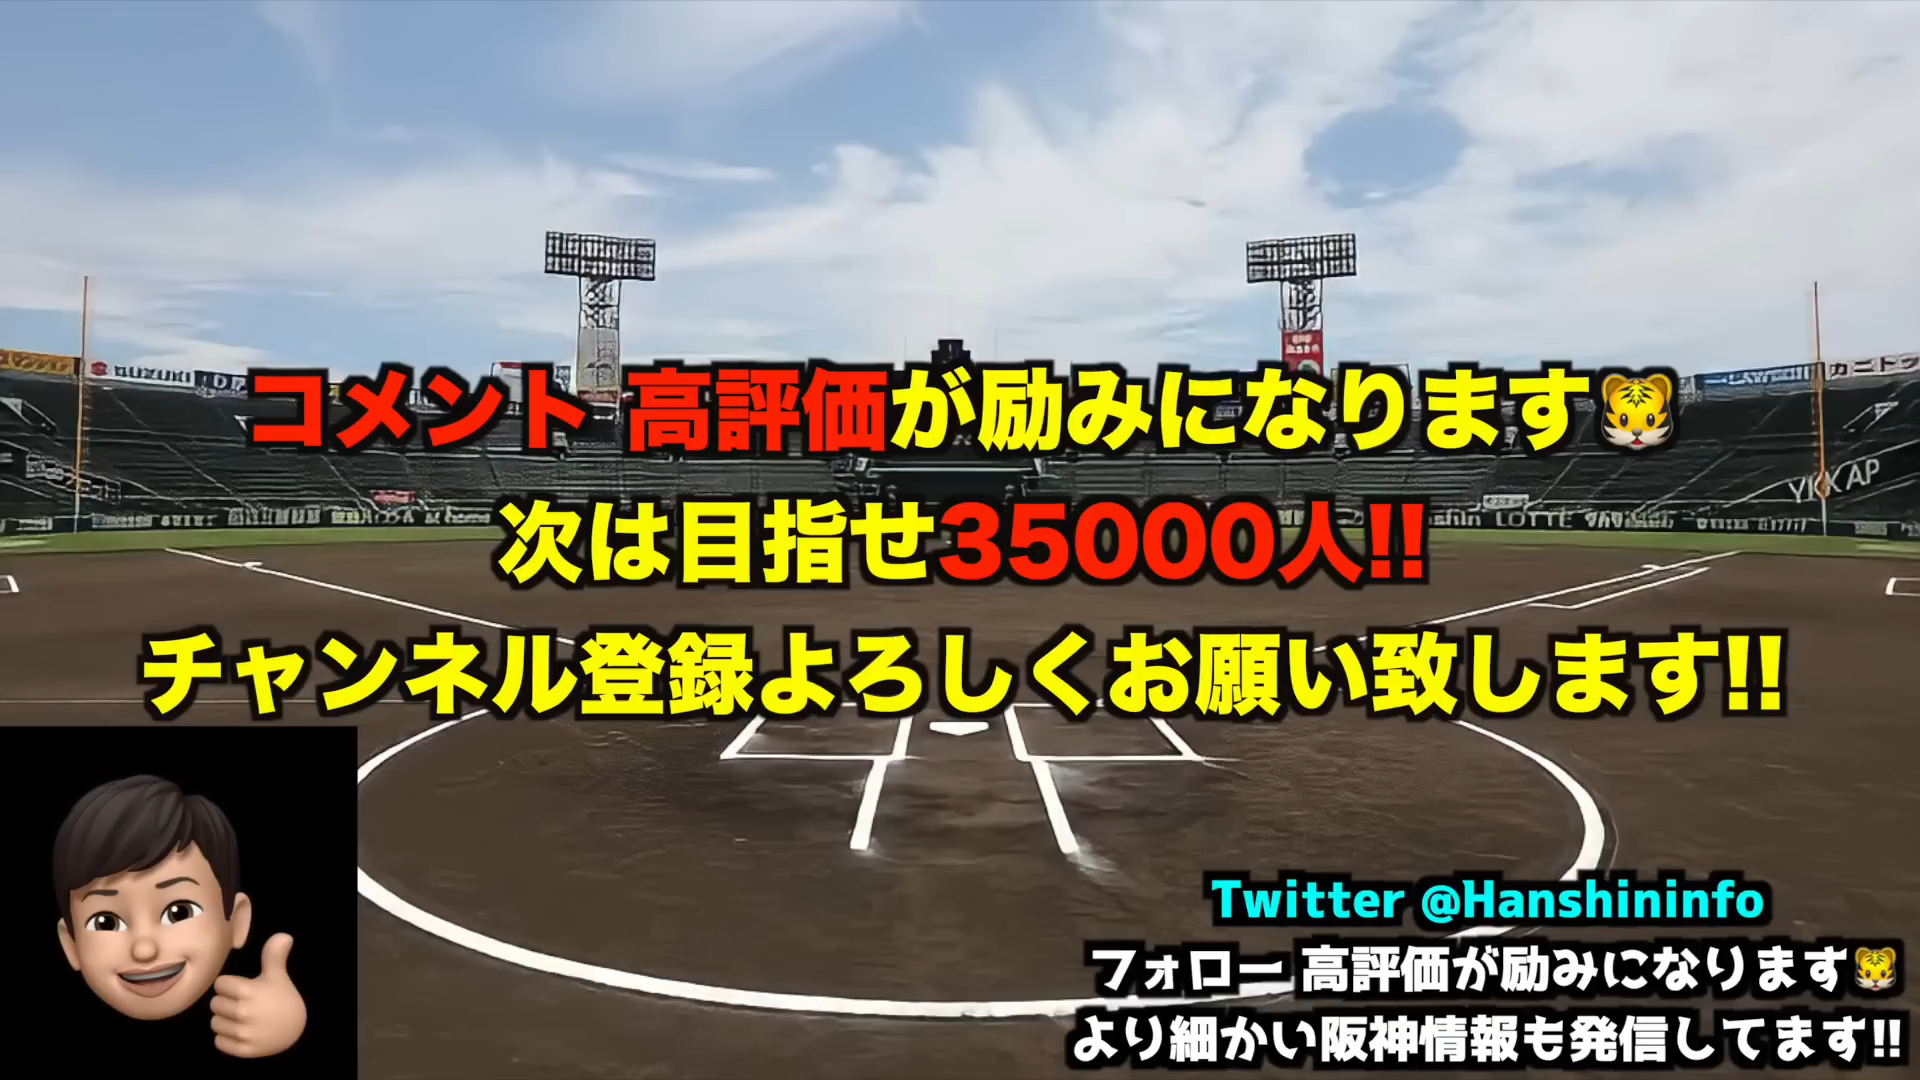 SUZUKI
コメント 高評価が励みになります🐯
次は目指せ35000人!!
YKK AP
LOTTE
チャンネル登録よろしくお願い致します!!
Twitter @Hanshininfo
フォロー 高評価が励みになります🐯
より細かい阪神情報も発信してます!!